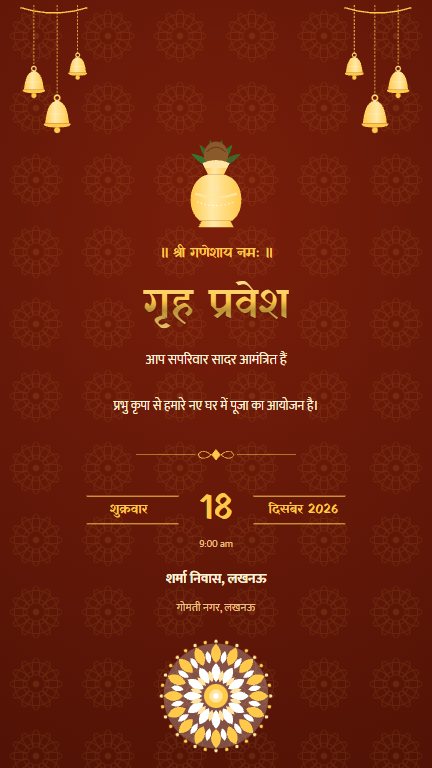 ॥ श्री गणेशाय नमः ॥
गृह प्रवेश
आप सपरिवार सादर आमंत्रित हैं
प्रभु कृपा से हमारे नए घर में पूजा का आयोजन है।
शुक्रवार 18 दिसंबर 2026
9:00 am
शर्मा निवास, लखनऊ
गोमती नगर, लखनऊ